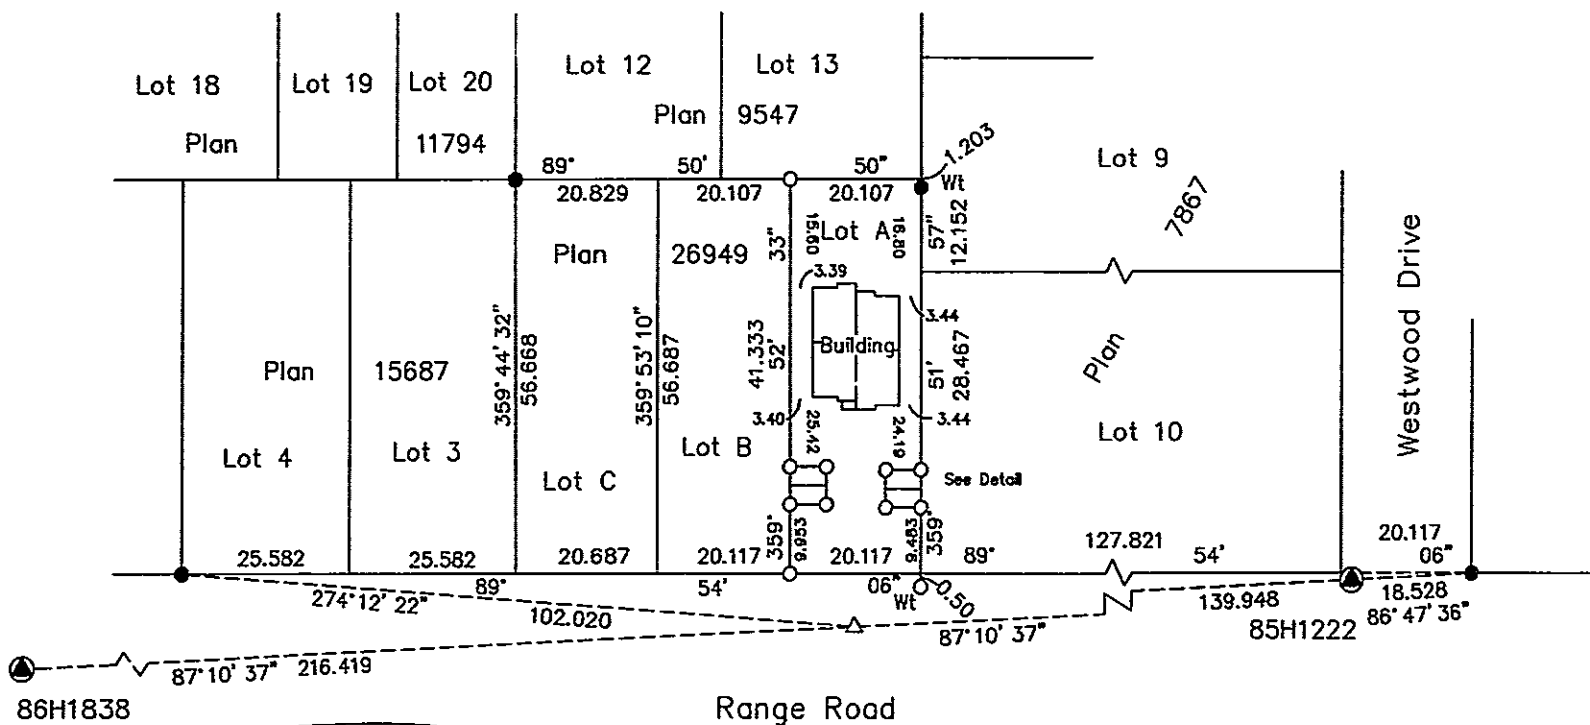 Lot 18
Lot 19
Lot 20
Lot 12
Lot 13
Plan
11794
Plan 9547
1.203
Wt
Lot 9
7867
89° 50' 50"
20.829
20.107
20.107
Lot A
15.60
16.80
57"
12.152
33"
Plan 26949
3.39
3.44
Building
359° 44' 32"
56.668
359° 53' 10"
56.687
41.333
52'
51'
28.467
Plan
Westwood Drive
Plan 15687
3.40
3.44
25.42
24.19
Lot 4
Lot 3
Lot C
Lot B
Lot 10
See Detail
359°
9.953
9.483
359°
25.582
25.582
20.687
20.117
20.117
89°
127.821
54'
20.117
06"
89°
54'
06"
Wt
0.50
274° 12' 22"
102.020
87° 10' 37"
139.948
18.528
86° 47' 36"
85H1222
87° 10' 37"
216.419
86H1838
Range Road